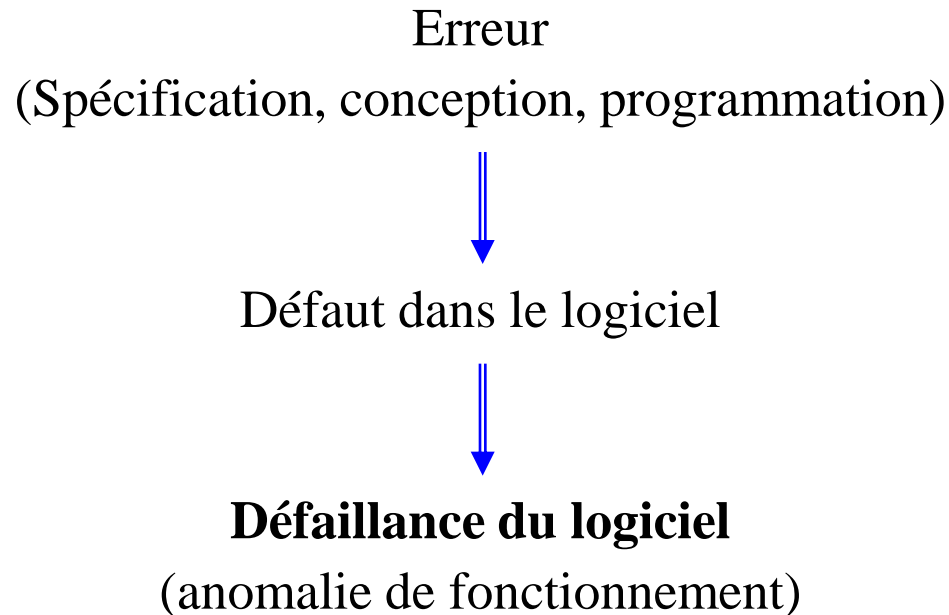 Erreur
(Spécification, conception, programmation)
Défaut dans le logiciel
Défaillance du logiciel
(anomalie de fonctionnement)